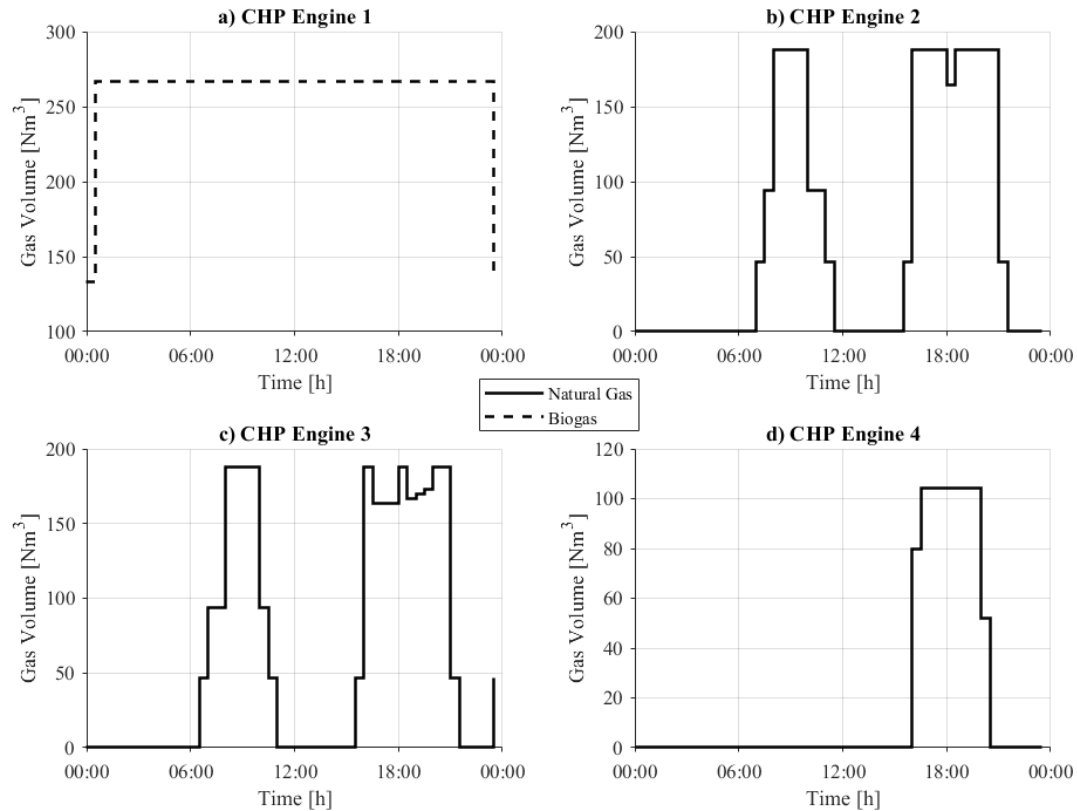 a) CHP Engine 1
300
250
200
150
100
Gas Volume [Nm³]
00:00 06:00 12:00 18:00 00:00
Time [h]
b) CHP Engine 2
200
150
100
50
0
Gas Volume [Nm³]
00:00 06:00 12:00 18:00 00:00
Time [h]
Natural Gas
Biogas
c) CHP Engine 3
200
150
100
50
0
Gas Volume [Nm³]
00:00 06:00 12:00 18:00 00:00
Time [h]
d) CHP Engine 4
120
100
80
60
40
20
0
Gas Volume [Nm³]
00:00 06:00 12:00 18:00 00:00
Time [h]